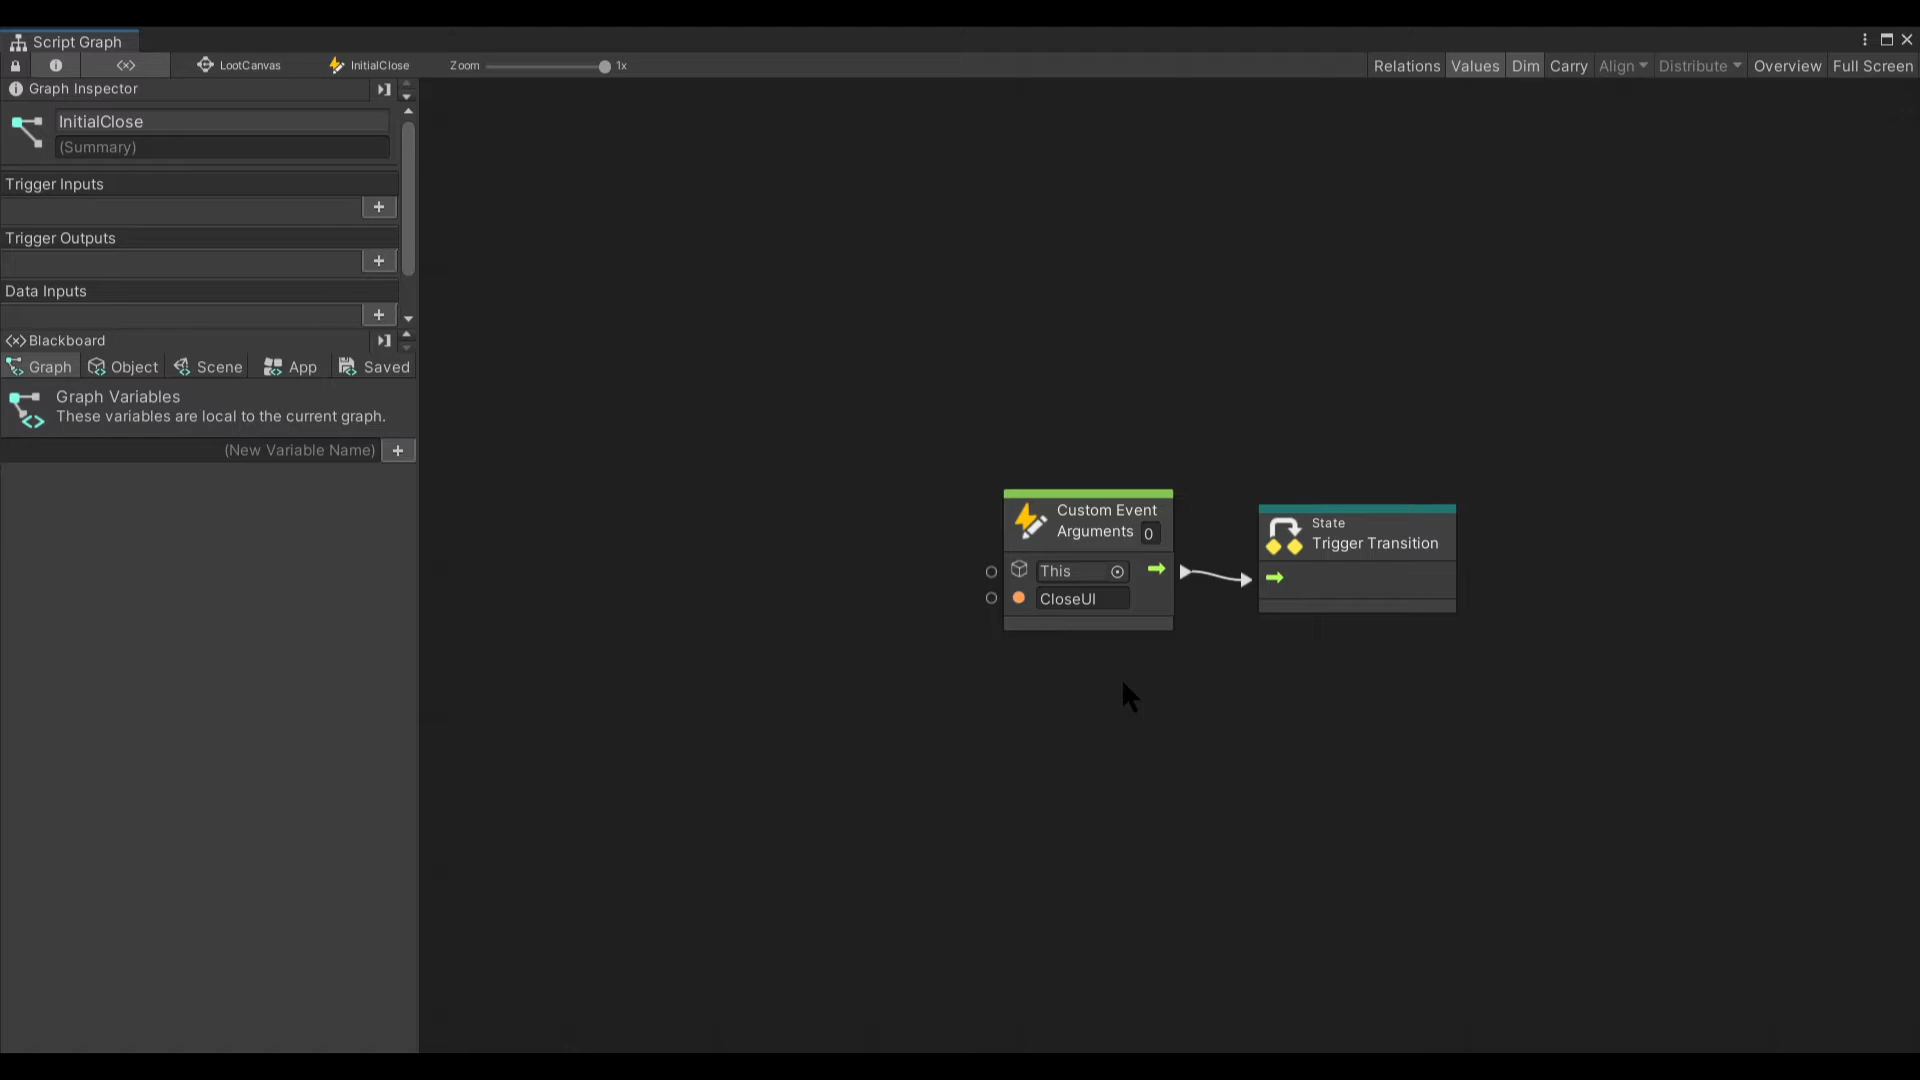 Script Graph
LootCanvas
InitialClose
Zoom
1x
Relations
Values
Dim
Carry
Align
Distribute
Overview
Full Screen
Graph Inspector
InitialClose
(Summary)
Trigger Inputs
Trigger Outputs
Data Inputs
Blackboard
Graph
Object
Scene
App
Saved
Graph Variables
These variables are local to the current graph.
(New Variable Name)
Custom Event
Arguments 0
This
CloseUI
State
Trigger Transition